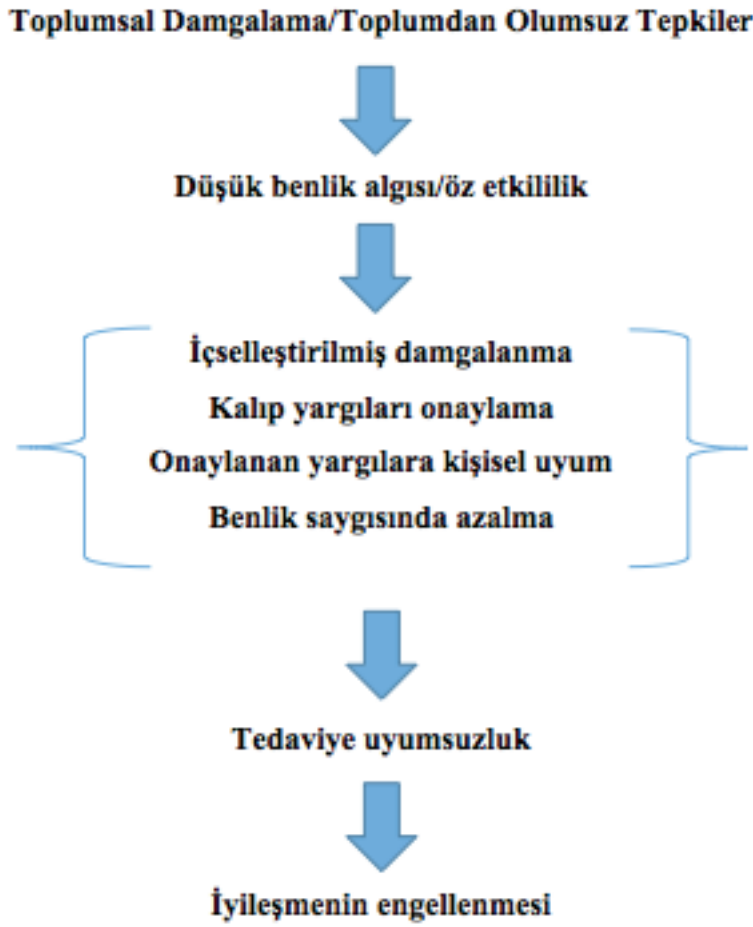 Toplumsal Damgalama/Toplumdan Olumsuz Tepkiler
Düşük benlik algısı/öz etkililik
İçselleştirilmiş damgalanma
Kalıp yargıları onaylama
Onaylanan yargılara kişisel uyum
Benlik saygısında azalma
Tedaviye uyumsuzluk
İyileşmenin engellenmesi